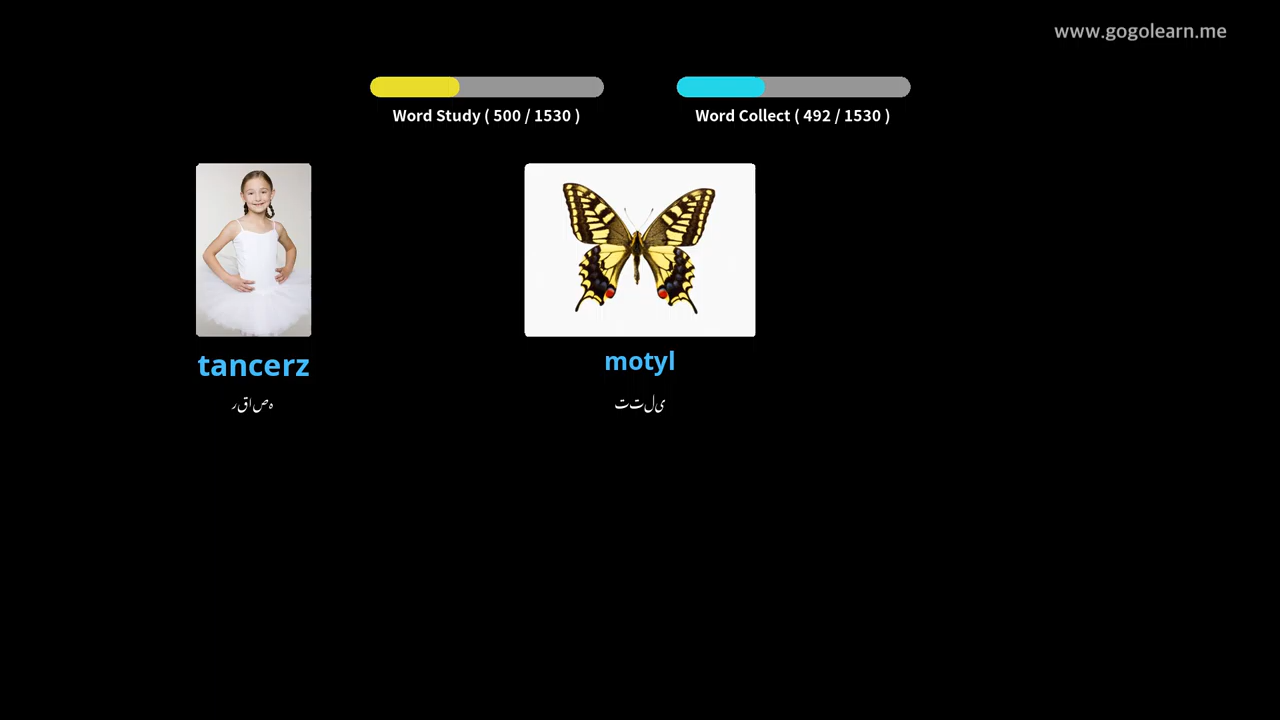 www.gogolearn.me
Word Study ( 500 / 1530 )
Word Collect ( 492 / 1530 )
tancerz
رقاصہ
motyl
تتلی